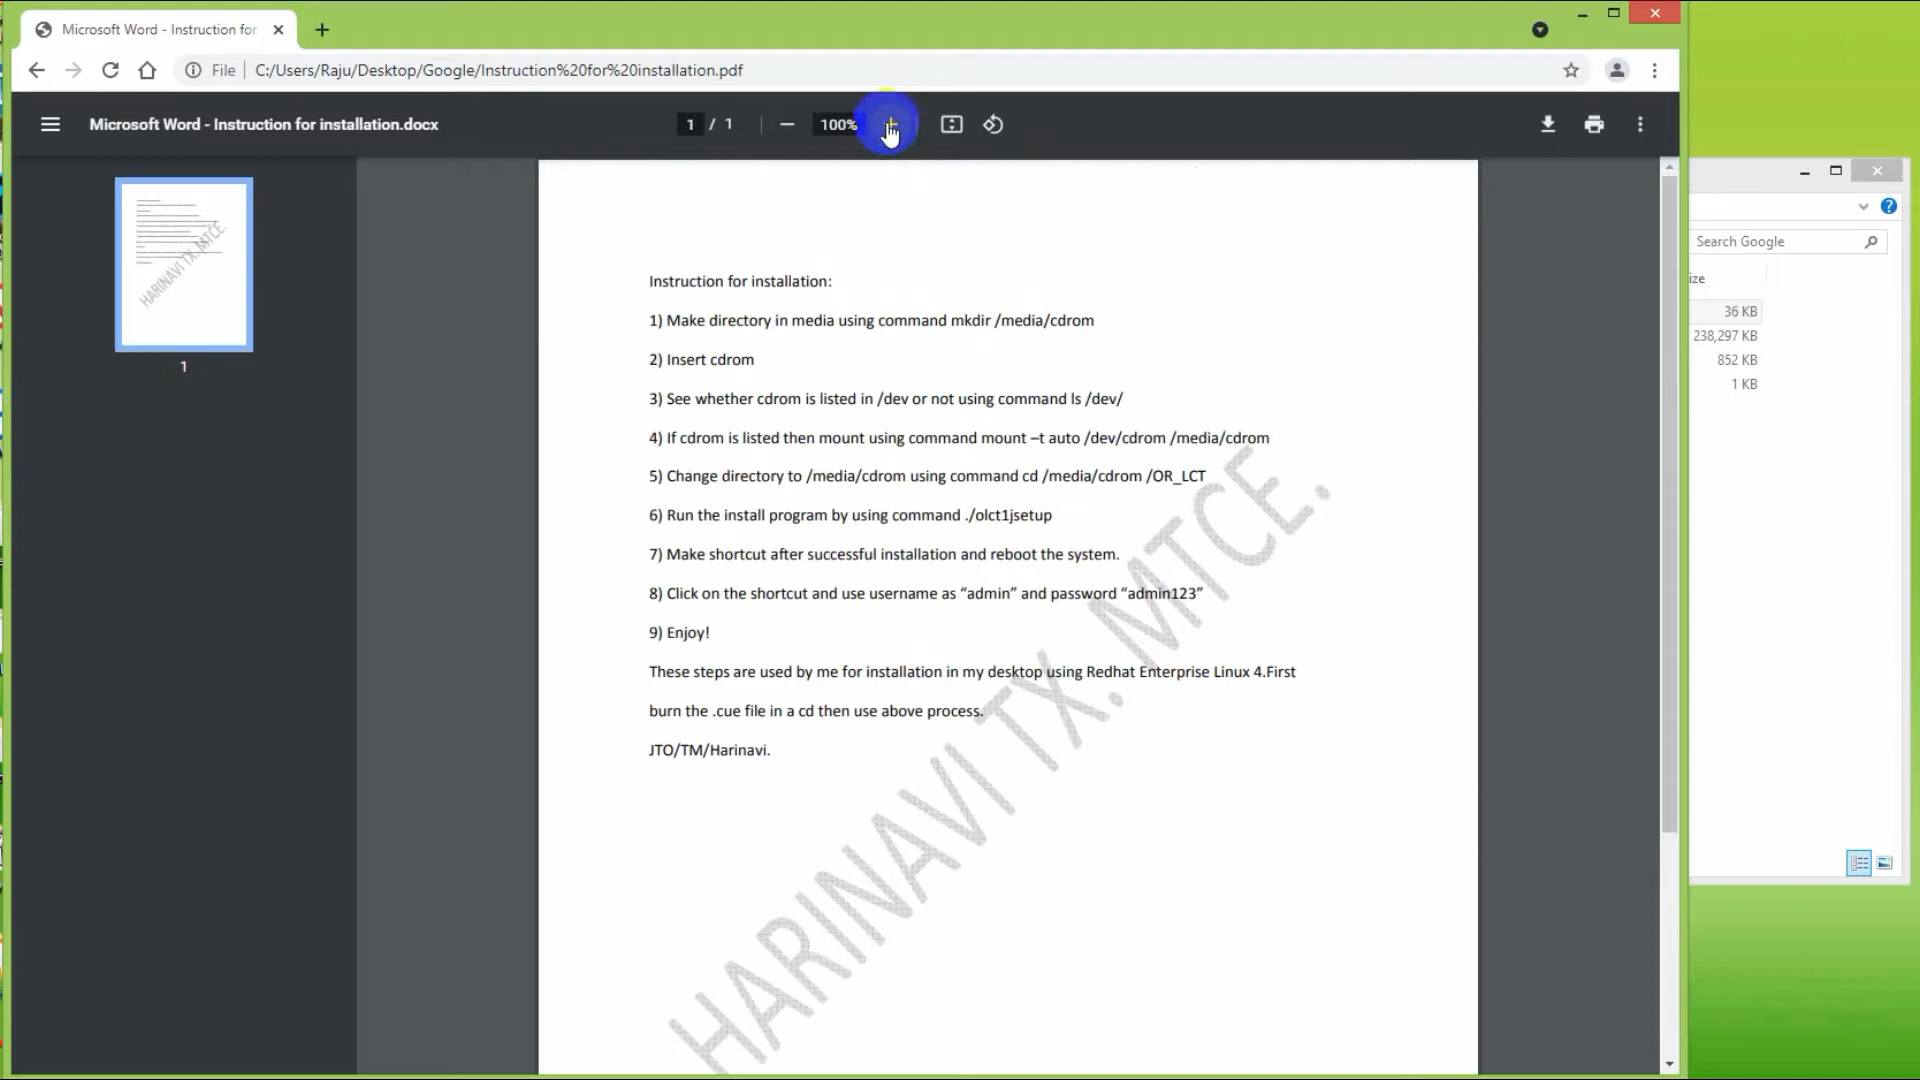 Microsoft Word - Instruction for
File
C:/Users/Raju/Desktop/Google/Instruction%20for%20installation.pdf
Microsoft Word - Instruction for installation.docx
1 / 1
100%
Search Google
ize
36 KB
238,297 KB
852 KB
1 KB
HARINAVI TX. MTCE.
1
Instruction for installation:
1) Make directory in media using command mkdir /media/cdrom
2) Insert cdrom
3) See whether cdrom is listed in /dev or not using command ls /dev/
4) If cdrom is listed then mount using command mount –t auto /dev/cdrom /media/cdrom
5) Change directory to /media/cdrom using command cd /media/cdrom /OR_LCT
6) Run the install program by using command ./olct1jsetup
7) Make shortcut after successful installation and reboot the system.
8) Click on the shortcut and use username as “admin” and password “admin123”
9) Enjoy!
These steps are used by me for installation in my desktop using Redhat Enterprise Linux 4.First
burn the .cue file in a cd then use above process.
JTO/TM/Harinavi.
HARINAVI TX. MTCE.